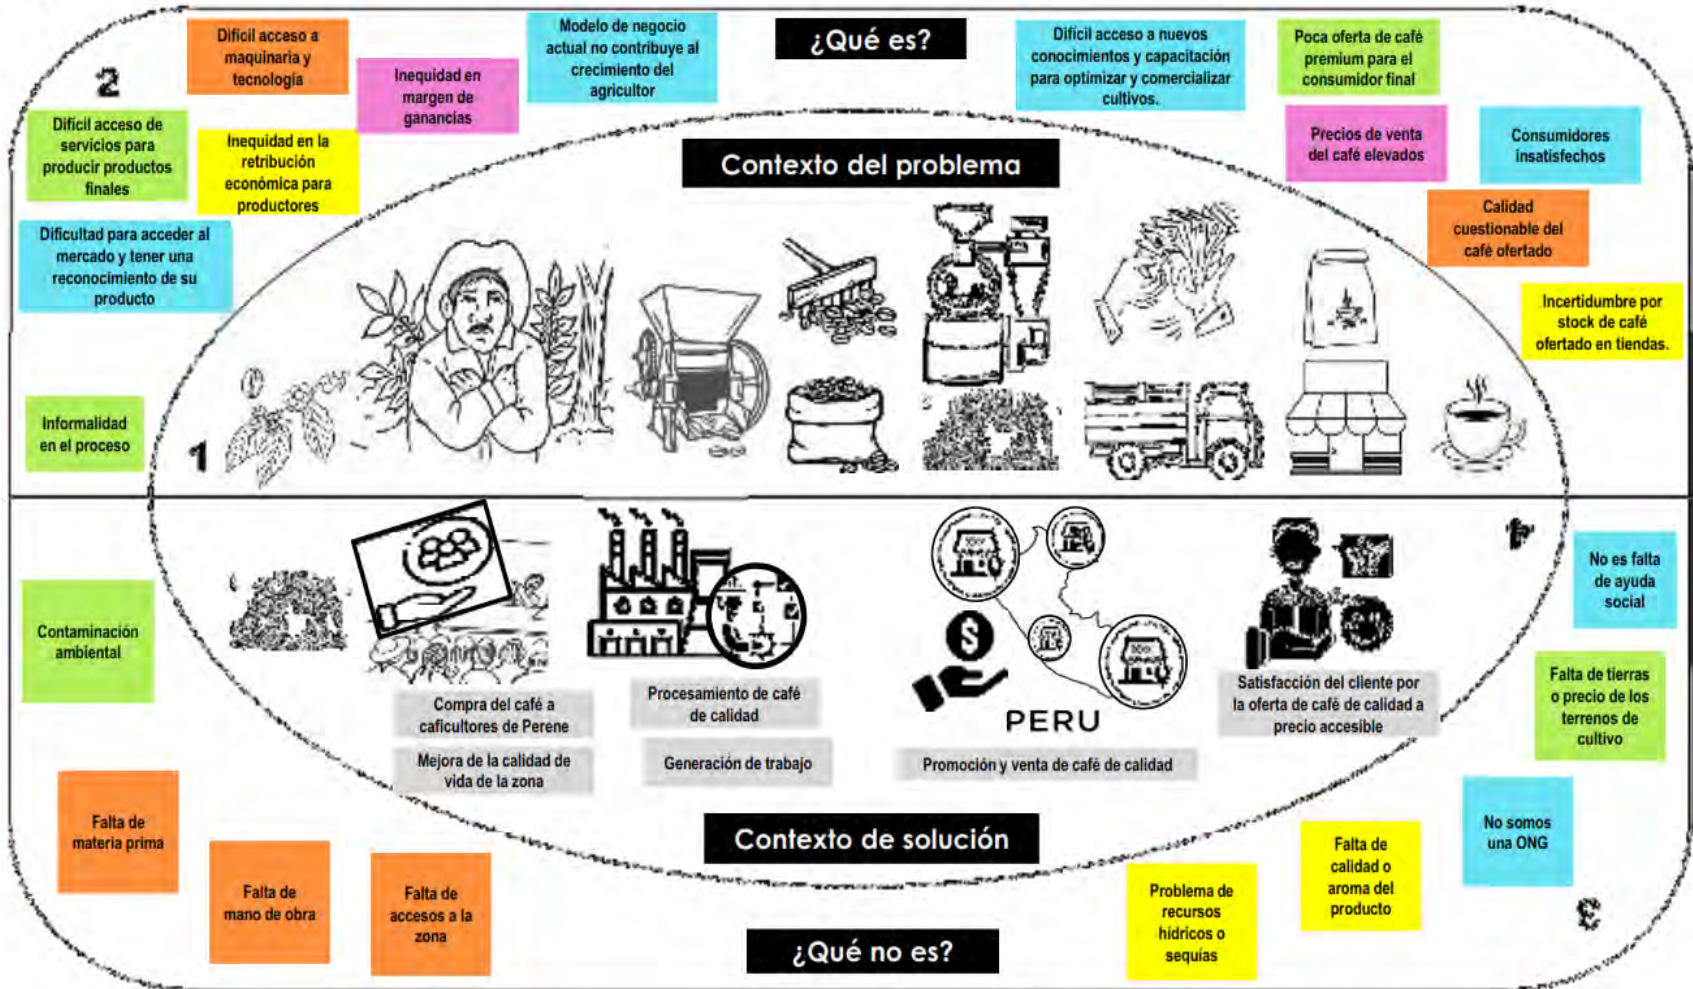 ¿Qué es?
2
Difícil acceso a
maquinaria y
tecnología
Inequidad en
margen de
ganancias
Modelo de negocio
actual no contribuye al
crecimiento del
agricultor
Difícil acceso a nuevos
conocimientos y capacitación
para optimizar y comercializar
cultivos.
Poca oferta de café
premium para el
consumidor final
Difícil acceso de
servicios para
producir productos
finales
Inequidad en la
retribución
económica para
productores
Precios de venta
del café elevados
Consumidores
insatisfechos
Dificultad para acceder al
mercado y tener una
reconocimiento de su
producto
Calidad
cuestionable del
café ofertado
Incertidumbre por
stock de café
ofertado en tiendas.
Informalidad
en el proceso
Contexto del problema
1
4
Compra del café a
caficultores de Perene
Mejora de la calidad de
vida de la zona
Procesamiento de café
de calidad
Generación de trabajo
$
PERU
Promoción y venta de café de calidad
Satisfacción del cliente por
la oferta de café de calidad a
precio accesible
Contexto de solución
Contaminación
ambiental
No es falta
de ayuda
social
Falta de tierras
o precio de los
terrenos de
cultivo
Falta de
materia prima
Falta de
mano de obra
Falta de
accesos a la
zona
Problema de
recursos
hídricos o
sequías
Falta de
calidad o
aroma del
producto
No somos
una ONG
3
¿Qué no es?